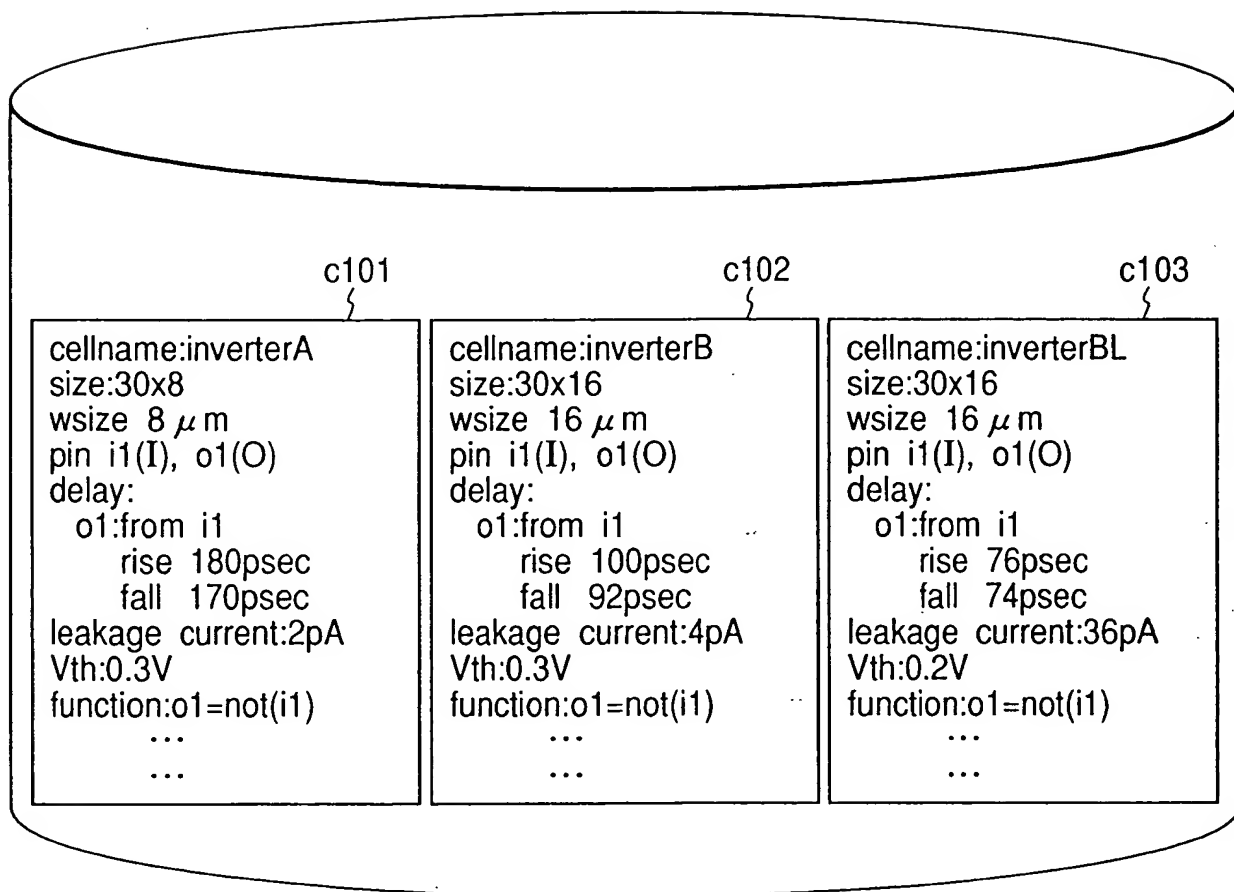 c101
cellname:inverterA
size:30x8
wsize 8 μm
pin i1(I), o1(O)
delay:
o1:from i1
rise 180psec
fall 170psec
leakage current:2pA
Vth:0.3V
function:o1=not(i1)
...
...
c102
cellname:inverterB
size:30x16
wsize 16 μm
pin i1(I), o1(O)
delay:
o1:from i1
rise 100psec
fall 92psec
leakage current:4pA
Vth:0.3V
function:o1=not(i1)
...
...
c103
cellname:inverterBL
size:30x16
wsize 16 μm
pin i1(I), o1(O)
delay:
o1:from i1
rise 76psec
fall 74psec
leakage current:36pA
Vth:0.2V
function:o1=not(i1)
...
...